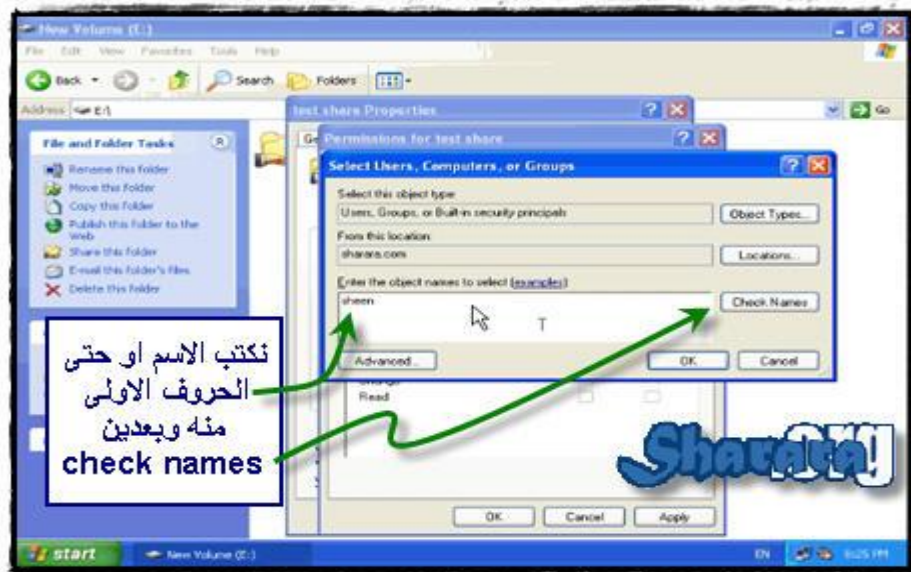 New Volume (E:)
File Edit View Favorites Tools Help
Back Search Folders
Address E:\ Go
test share Properties
Permissions for test share
Select Users, Computers, or Groups
File and Folder Tasks
Rename this folder
Move this folder
Copy this folder
Publish this folder to the
Web
Share this folder
E-mail this folder's files
Delete this folder
Select this object type:
Users, Groups, or Built-in security principals
Object Types...
From this location:
sharara.com
Locations...
Enter the object names to select (examples):
sheen
Check Names
Advanced...
OK
Cancel
Read
نكتب الاسم او حتى
الحروف الاولى
منه وبعدين
check names
Sharara.org
OK Cancel Apply
start New Volume (E:) EN 8:25 PM